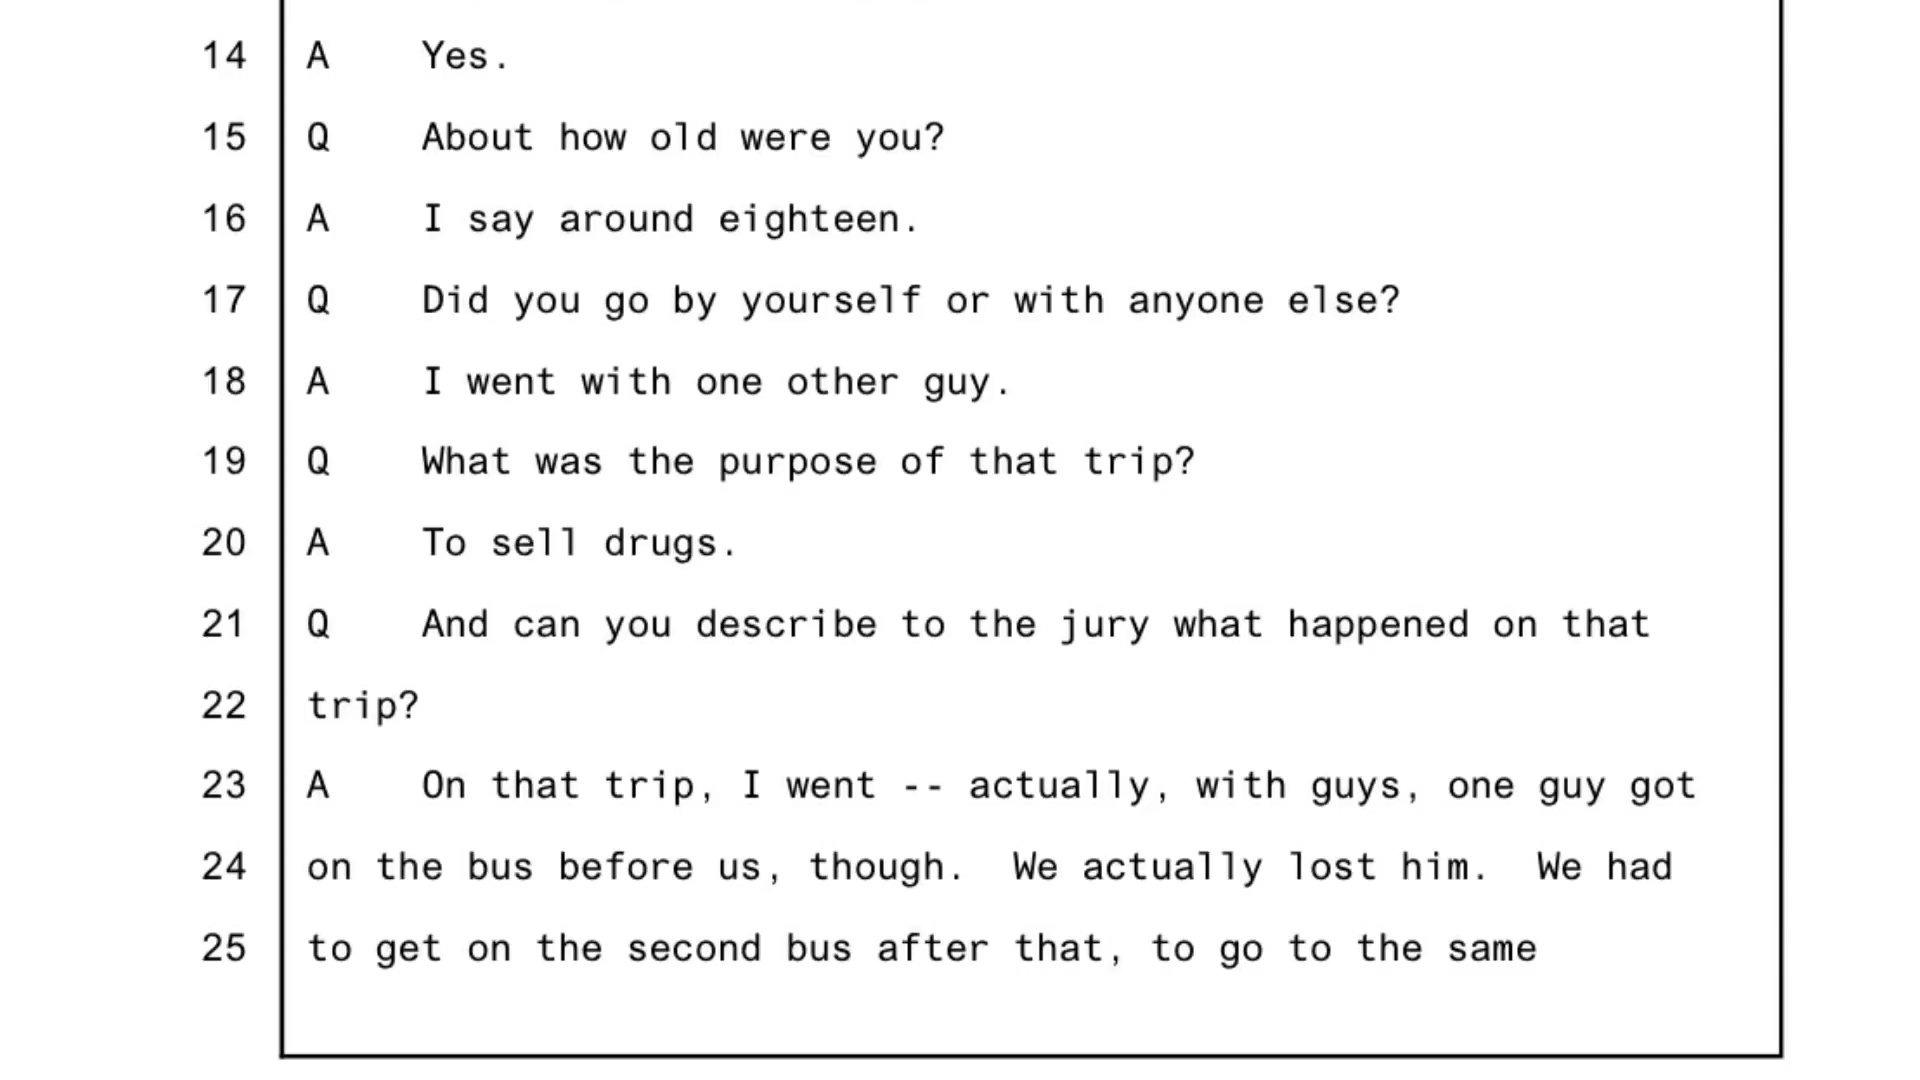 14 A Yes.
15 Q About how old were you?
16 A I say around eighteen.
17 Q Did you go by yourself or with anyone else?
18 A I went with one other guy.
19 Q What was the purpose of that trip?
20 A To sell drugs.
21 Q And can you describe to the jury what happened on that
22 trip?
23 A On that trip, I went -- actually, with guys, one guy got
24 on the bus before us, though. We actually lost him. We had
25 to get on the second bus after that, to go to the same